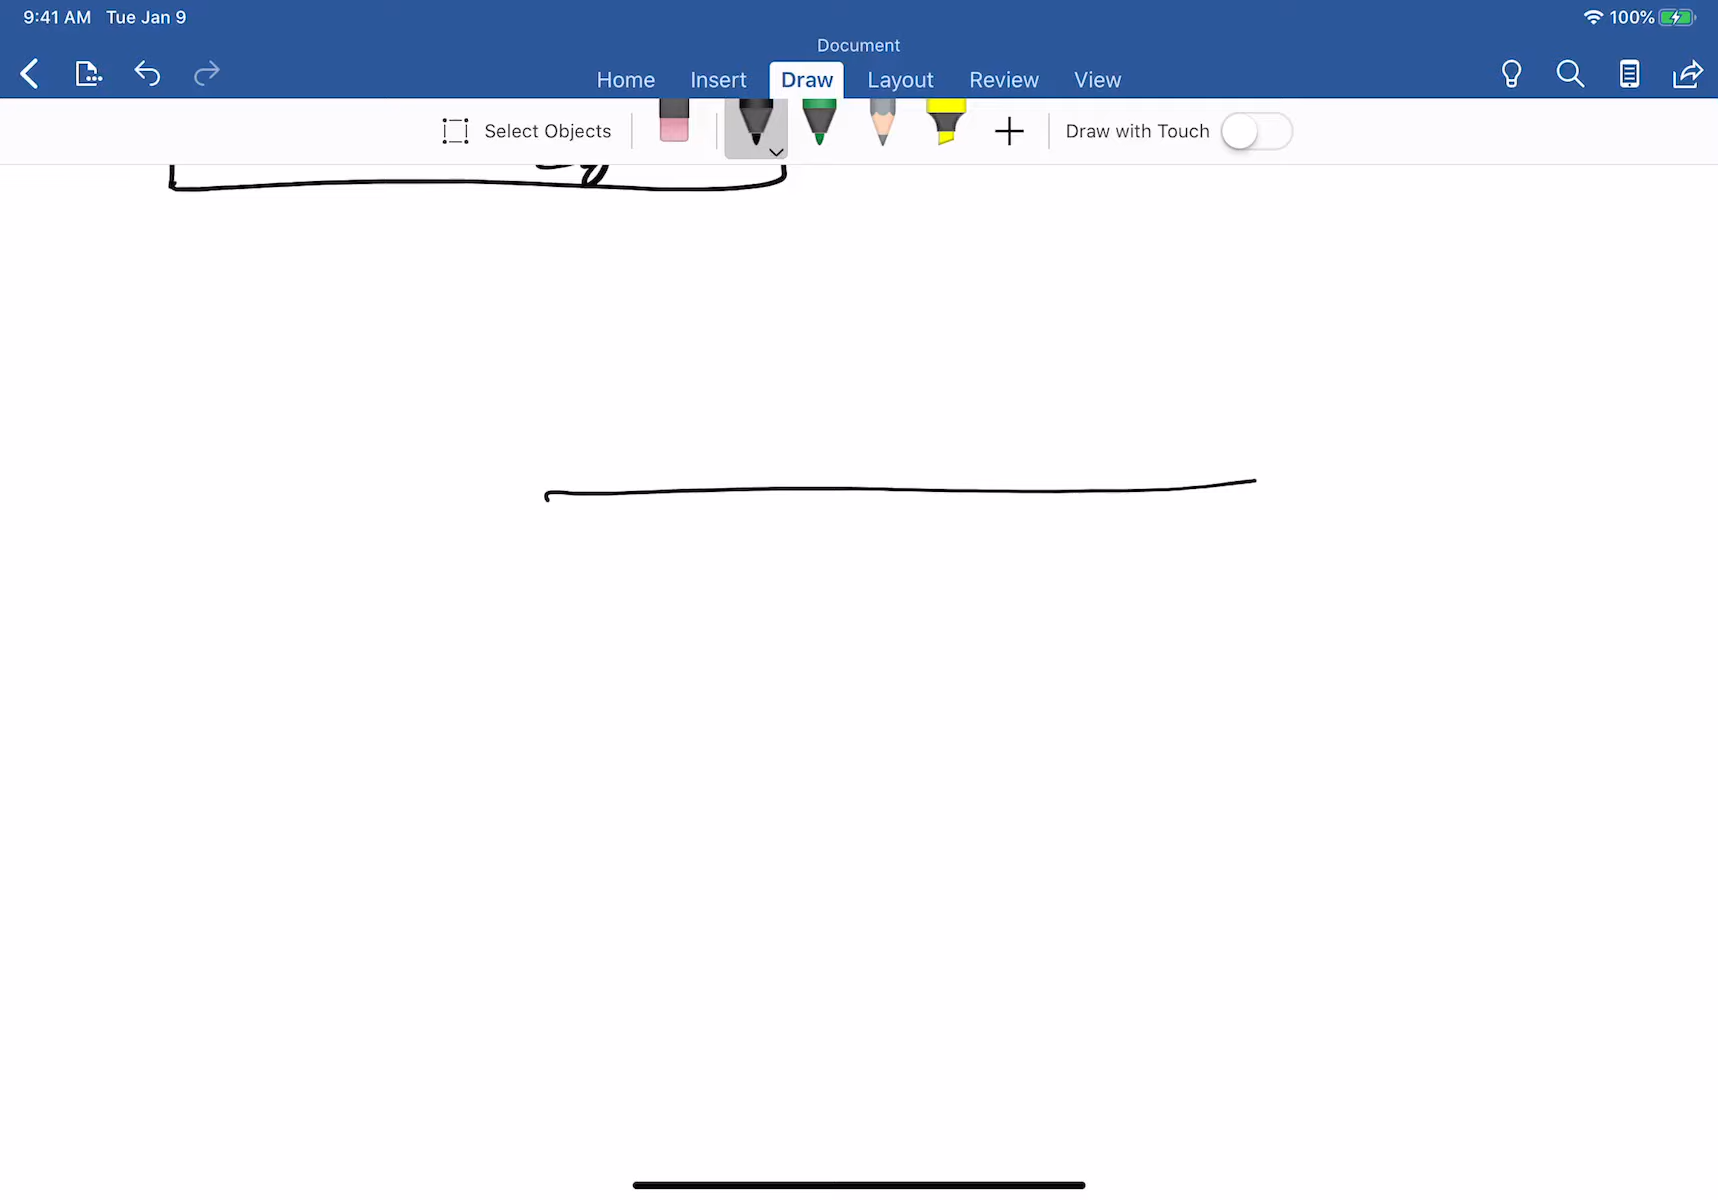 9:41 AM Tue Jan 9 100%
Document
Home Insert Draw Layout Review View
Select Objects Draw with Touch